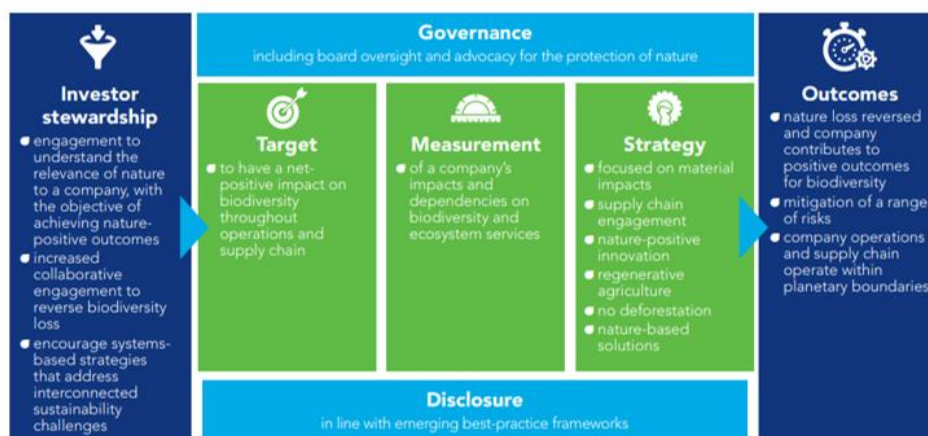 Investor
stewardship
engagement to
understand the
relevance of nature
to a company, with
the objective of
achieving nature-
positive outcomes
increased
collaborative
engagement to
reverse biodiversity
loss
encourage systems-
based strategies
that address
interconnected
sustainability
challenges
Governance
including board oversight and advocacy for the protection of nature
Target
to have a net-
positive impact on
biodiversity
throughout
operations and
supply chain
Measurement
of a company's
impacts and
dependencies on
biodiversity and
ecosystem services
Strategy
focused on material
impacts
supply chain
engagement
nature-positive
innovation
regenerative
agriculture
no deforestation
nature-based
solutions
Disclosure
in line with emerging best-practice frameworks
Outcomes
nature loss reversed
and company
contributes to
positive outcomes
for biodiversity
mitigation of a range
of risks
company operations
and supply chain
operate within
planetary boundaries